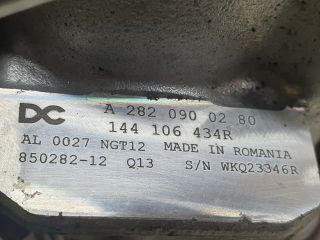 DC A 282 090 02 80
144 106 434R
AL 0027 NGT12 MADE IN ROMANIA
850282-12 Q13 S/N WKQ23346R